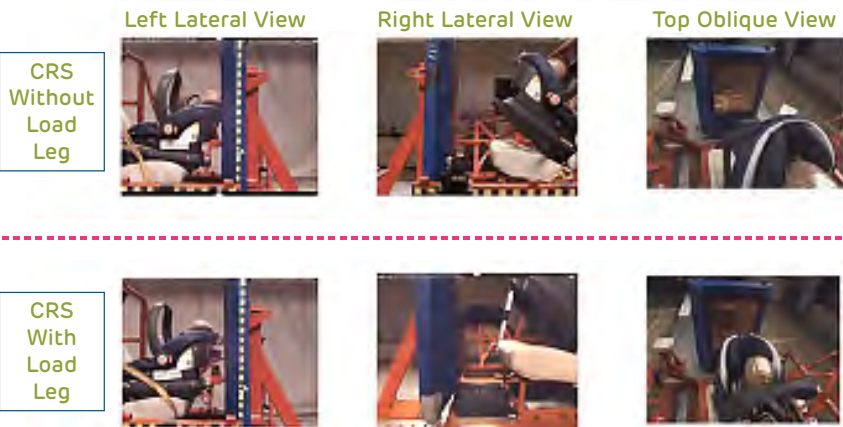 Left Lateral View
Right Lateral View
Top Oblique View
CRS
Without
Load
Leg
CRS
With
Load
Leg